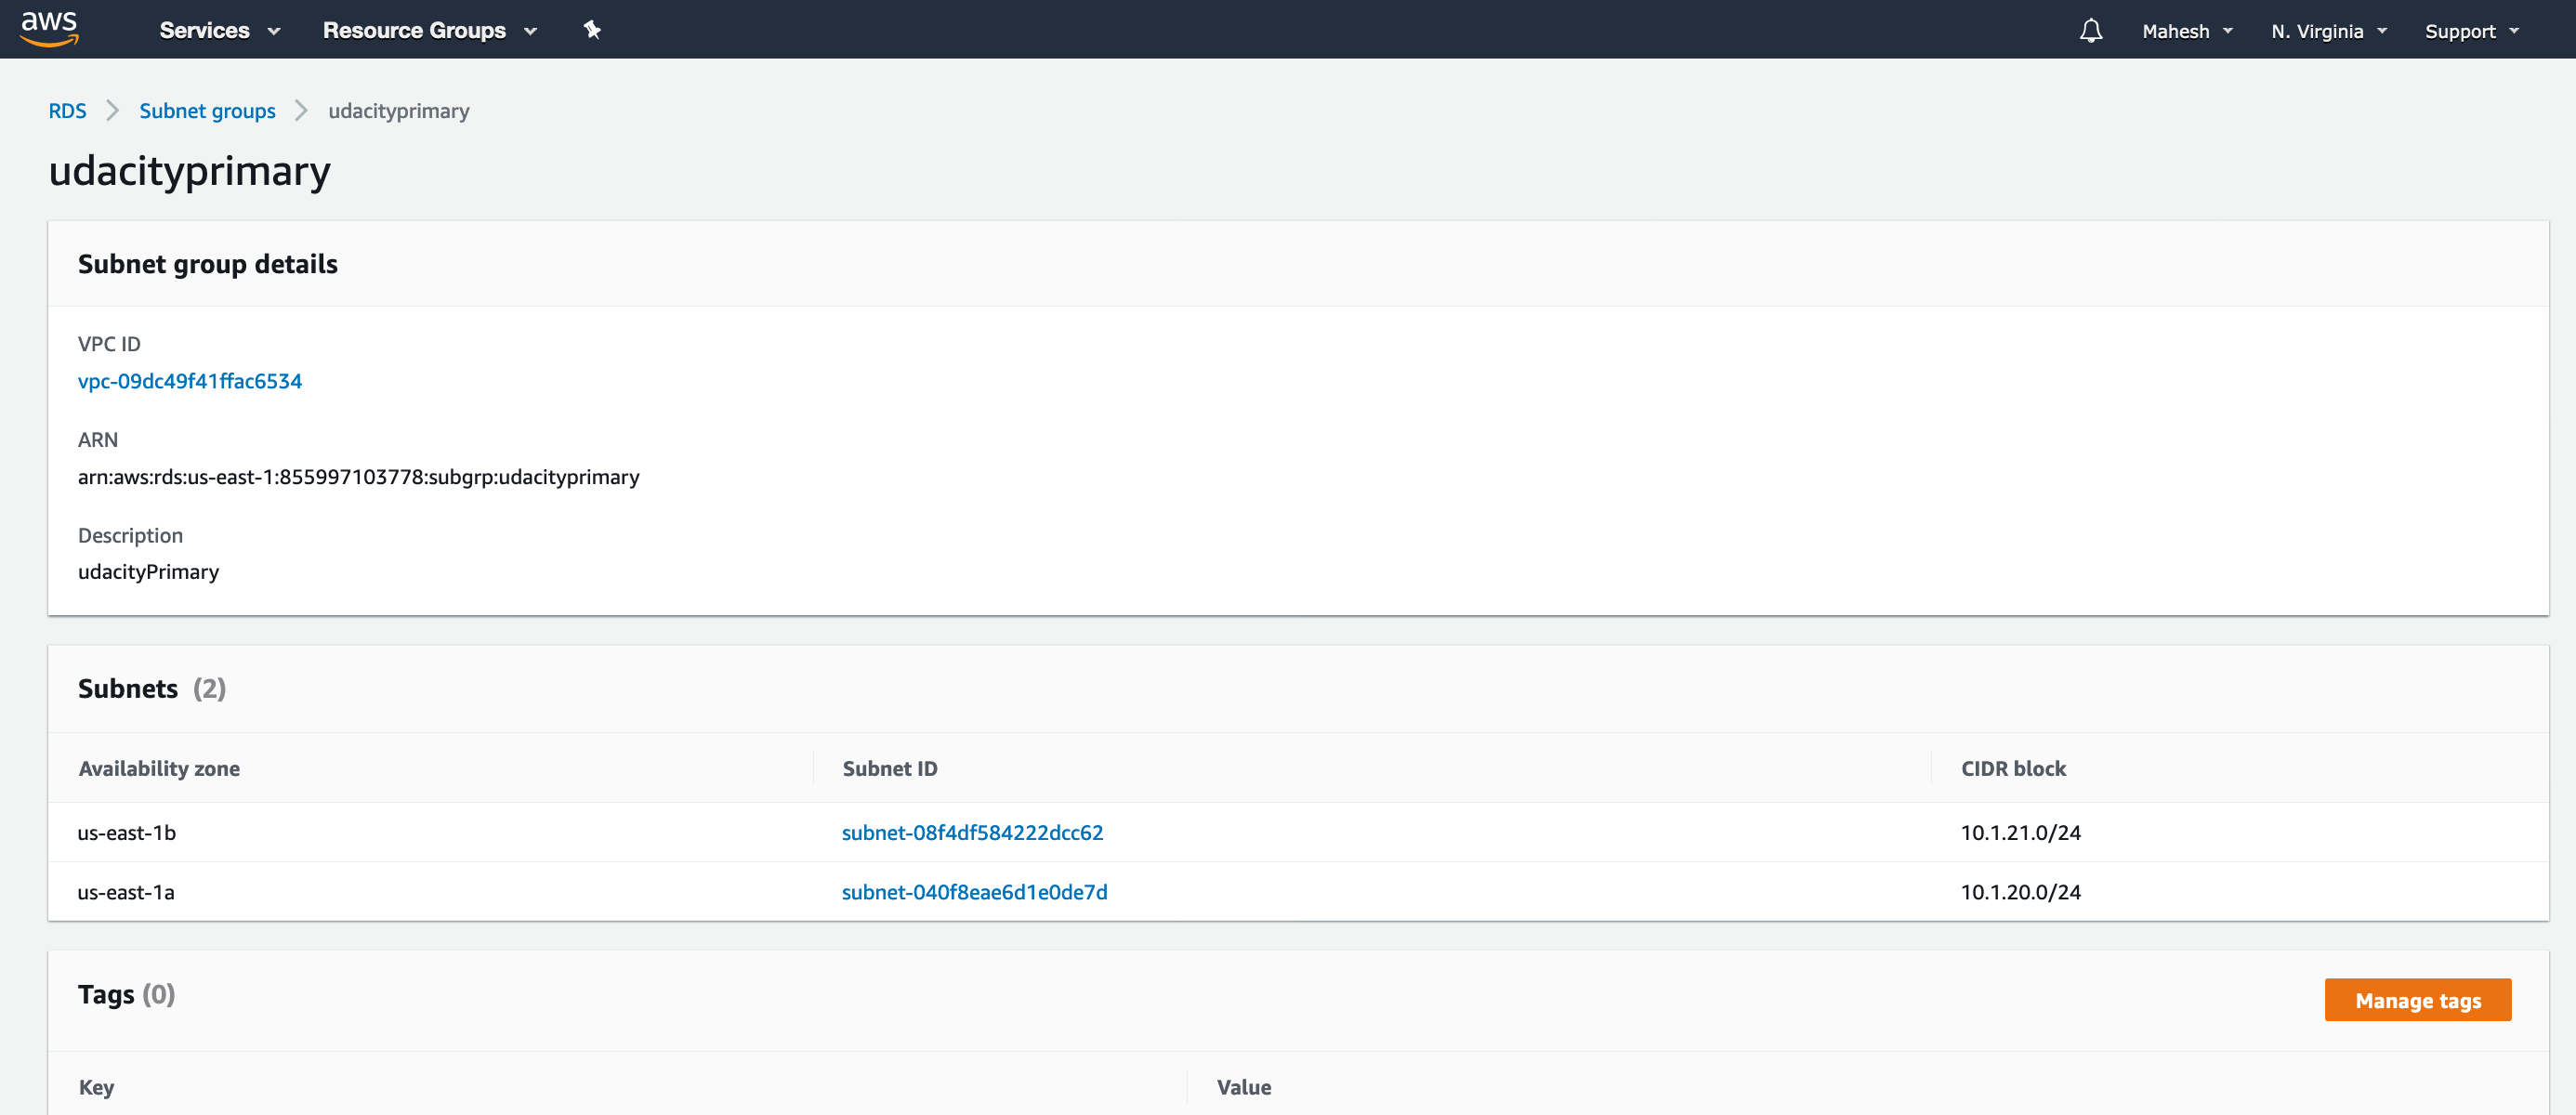 aws Services Resource Groups Mahesh N. Virginia Support
RDS Subnet groups udacityprimary
udacityprimary
Subnet group details
VPC ID
vpc-09dc49f41ffac6534
ARN
arn:aws:rds:us-east-1:855997103778:subgrp:udacityprimary
Description
udacityPrimary
Subnets (2)
Availability zone Subnet ID CIDR block
us-east-1b subnet-08f4df584222dcc62 10.1.21.0/24
us-east-1a subnet-040f8eae6d1e0de7d 10.1.20.0/24
Tags (0) Manage tags
Key Value